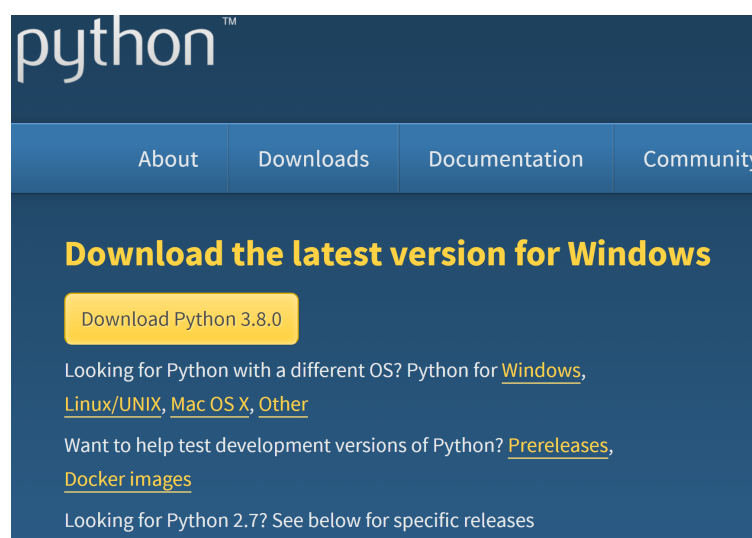 python™
About Downloads Documentation Community
Download the latest version for Windows
Download Python 3.8.0
Looking for Python with a different OS? Python for Windows,
Linux/UNIX, Mac OS X, Other
Want to help test development versions of Python? Prereleases,
Docker images
Looking for Python 2.7? See below for specific releases